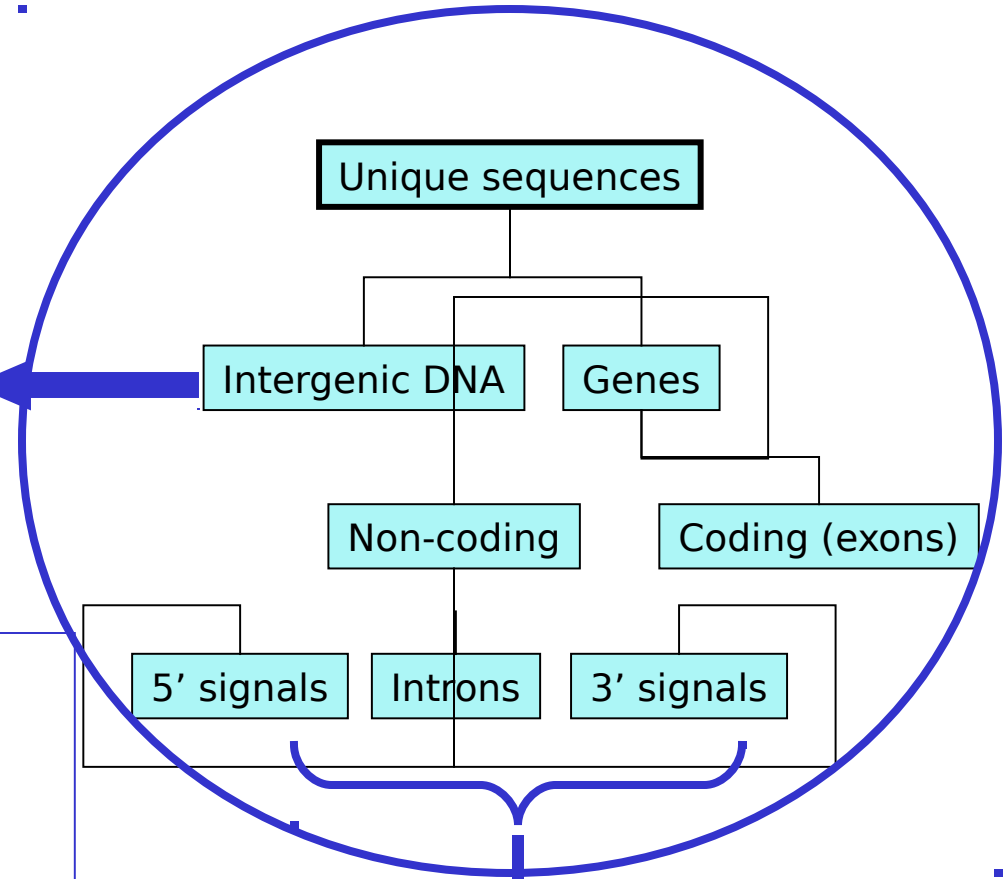 Unique sequences
Intergenic DNA
Genes
Non-coding
Coding (exons)
5’ signals
Introns
3’ signals